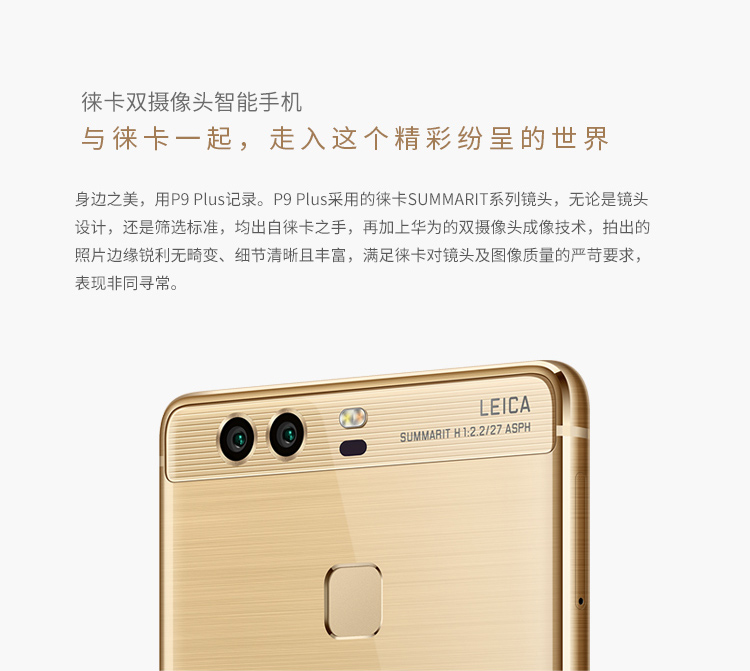 徕卡双摄像头智能手机
与徕卡一起，走入这个精彩纷呈的世界
身边之美，用P9 Plus记录。P9 Plus采用的徕卡SUMMARIT系列镜头，无论是镜头
设计，还是筛选标准，均出自徕卡之手，再加上华为的双摄像头成像技术，拍出的
照片边缘锐利无畸变、细节清晰且丰富，满足徕卡对镜头及图像质量的严苛要求，
表现非同寻常。
LEICA
SUMMARIT H 1:2.2/27 ASPH